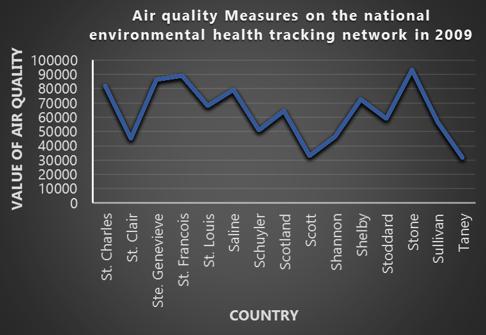 Air quality Measures on the national
environmental health tracking network in 2009
VALUE OF AIR QUALITY
100000
90000
80000
70000
60000
50000
40000
30000
20000
10000
0
St. Charles
St. Clair
Ste. Genevieve
St. Francois
St. Louis
Saline
Schuyler
Scotland
Scott
Shannon
Shelby
Stoddard
Stone
Sullivan
Taney
COUNTRY